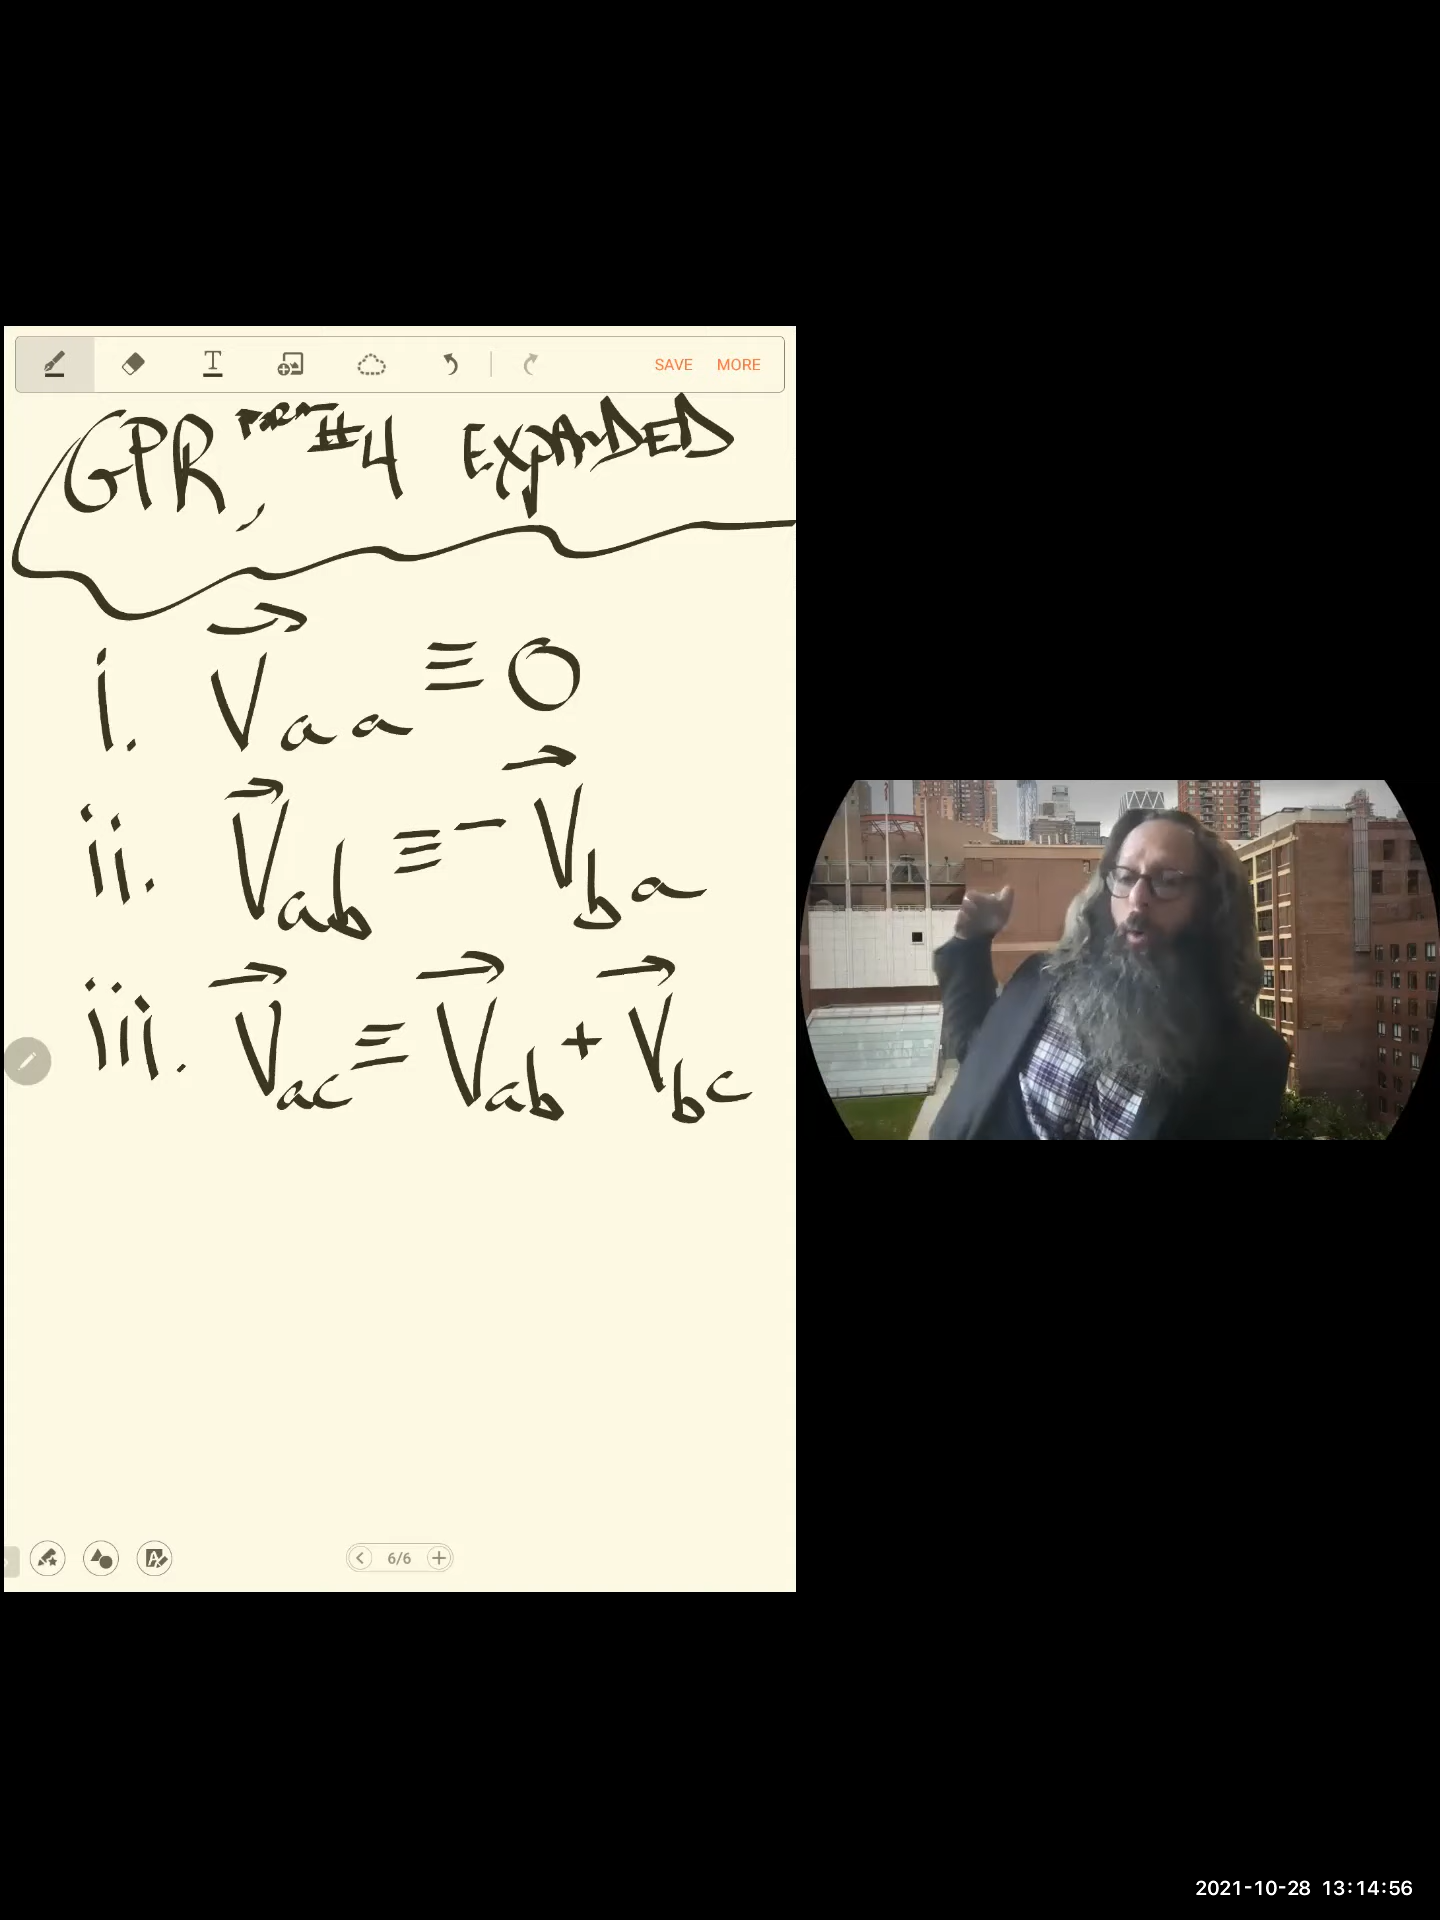 SAVE MORE
GPR, FORM #4 EXPANDED
i. V⃗aa ≡ 0
ii. V⃗ab ≡ -V⃗ba
iii. V⃗ac ≡ V⃗ab + V⃗bc
6/6
2021-10-28 13:14:56